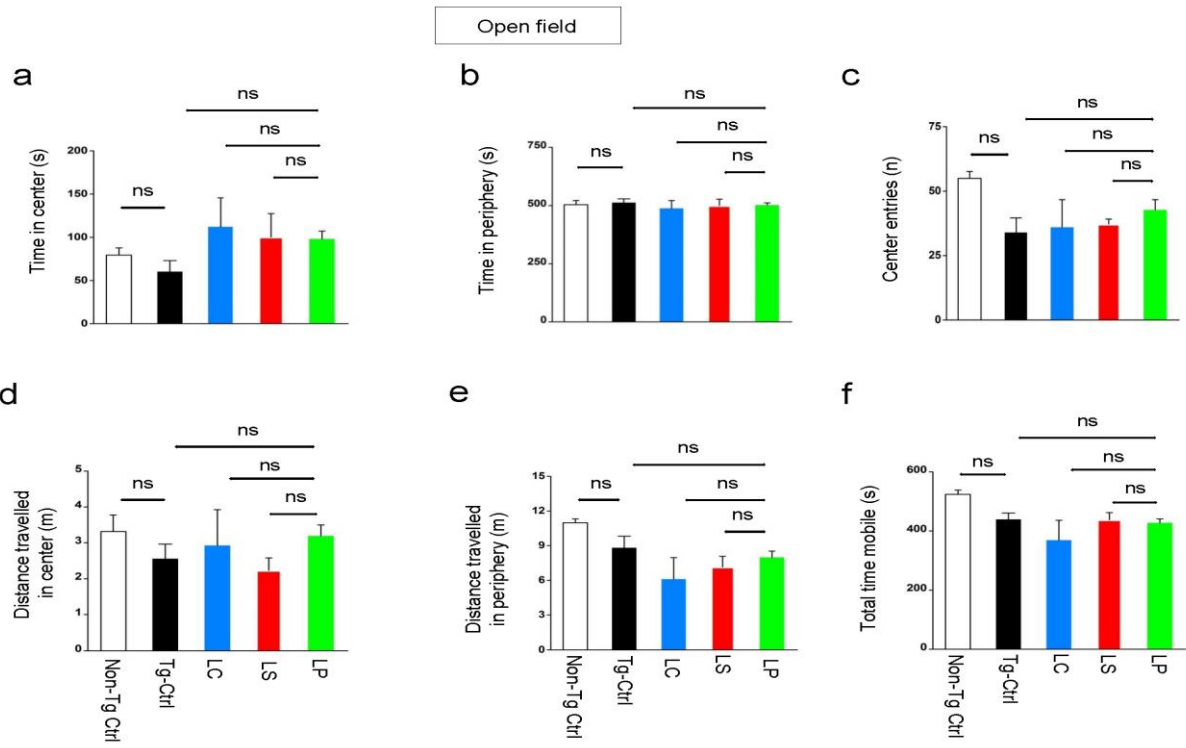 Open field
a
ns
ns
ns
ns
Time in center (s)
200
150
100
50
0
b
ns
ns
ns
ns
Time in periphery (s)
750
500
250
0
c
ns
ns
ns
ns
Center entries (n)
75
50
25
0
d
ns
ns
ns
ns
Distance travelled
in center (m)
5
4
3
2
1
0
Non-Tg Ctrl
Tg-Ctrl
LC
LS
LP
e
ns
ns
ns
ns
Distance travelled
in periphery (m)
15
12
9
6
3
0
Non-Tg Ctrl
Tg-Ctrl
LC
LS
LP
f
ns
ns
ns
ns
Total time mobile (s)
600
400
200
0
Non-Tg Ctrl
Tg-Ctrl
LC
LS
LP